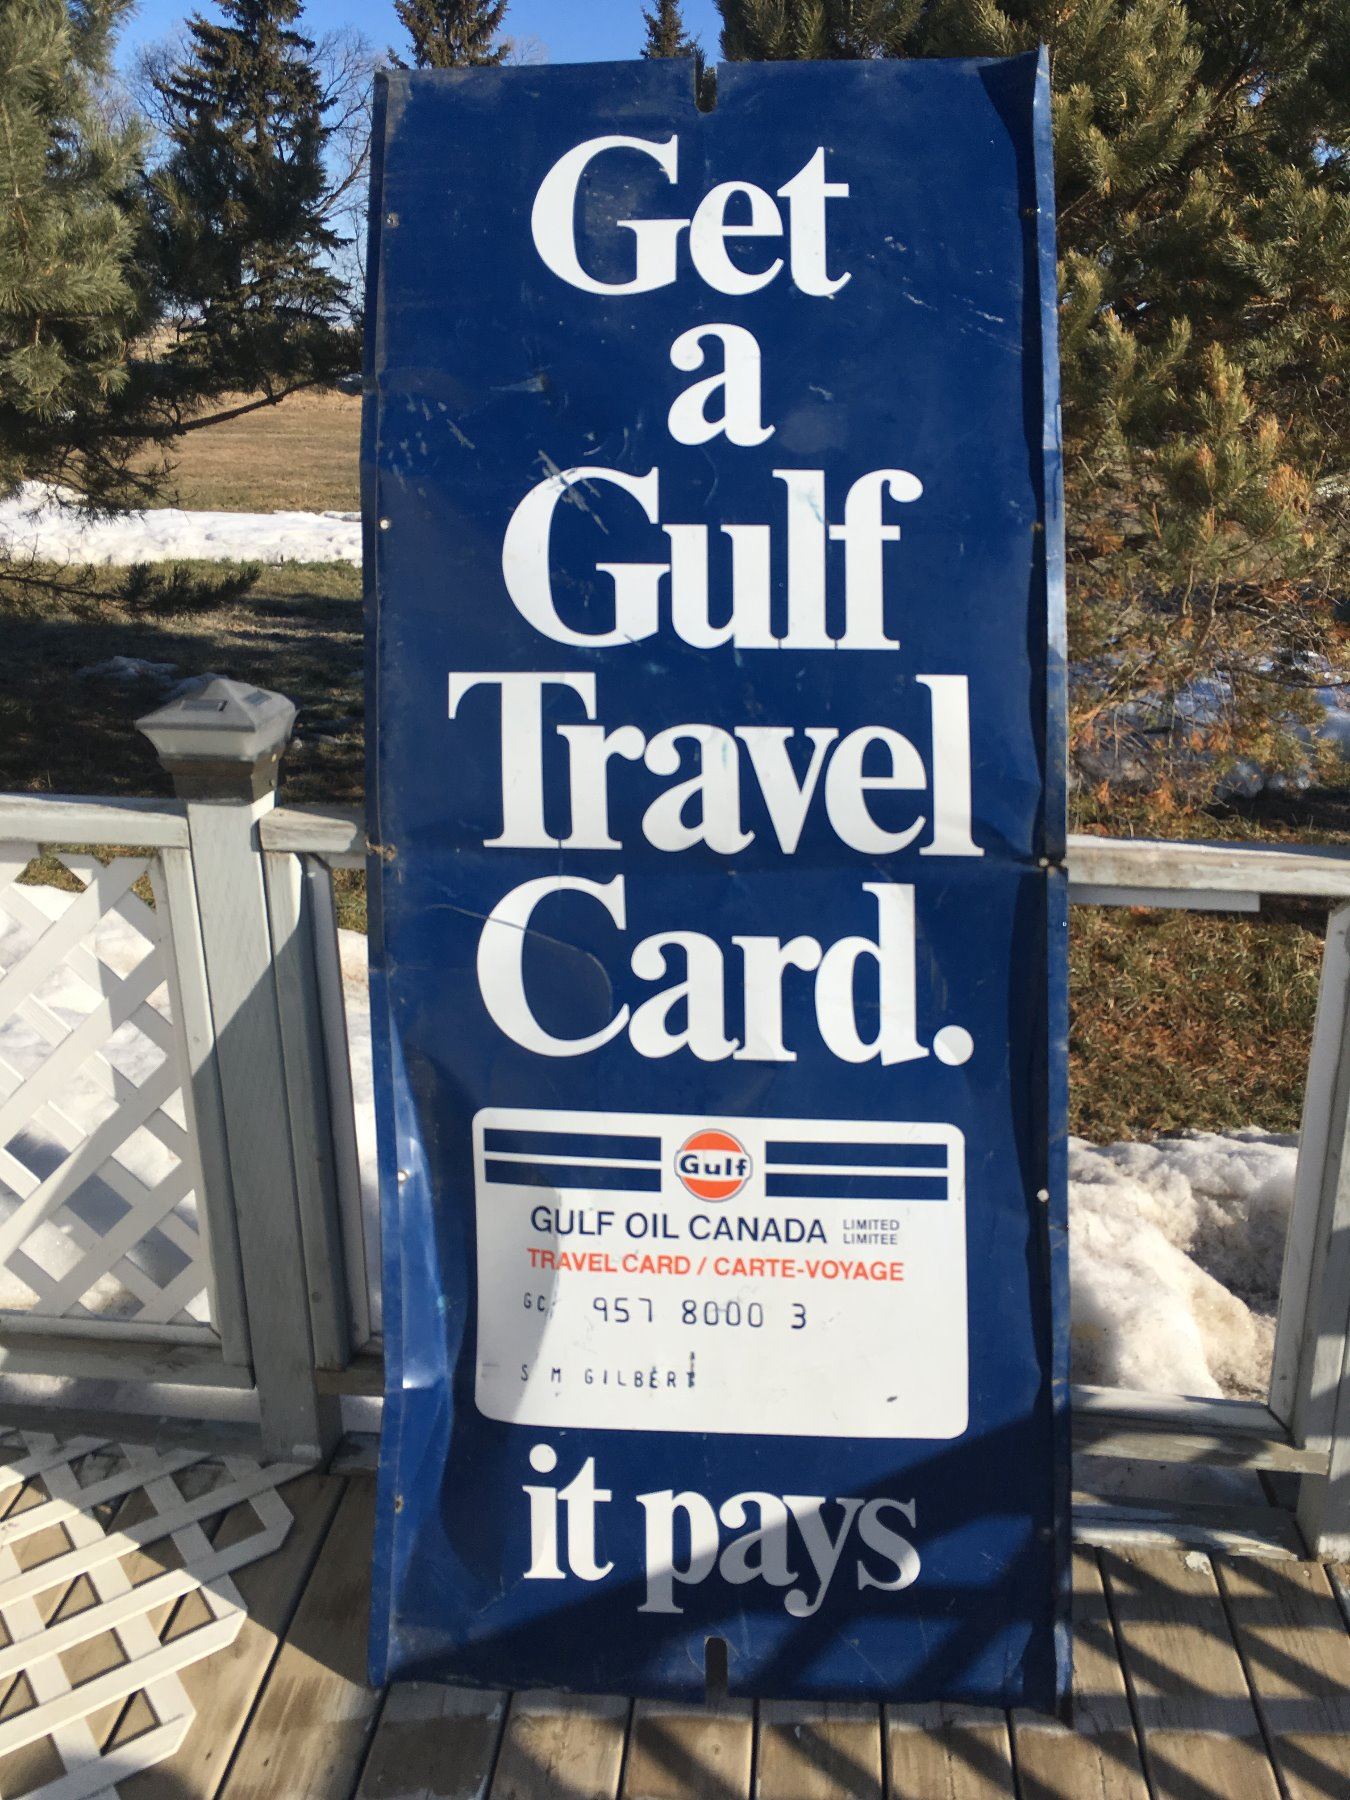 Get
a
Gulf
Travel
Card.
Gulf
GULF OIL CANADA LIMITED
LIMITEE
TRAVEL CARD / CARTE-VOYAGE
GC 957 8000 3
S M GILBERT
it pays